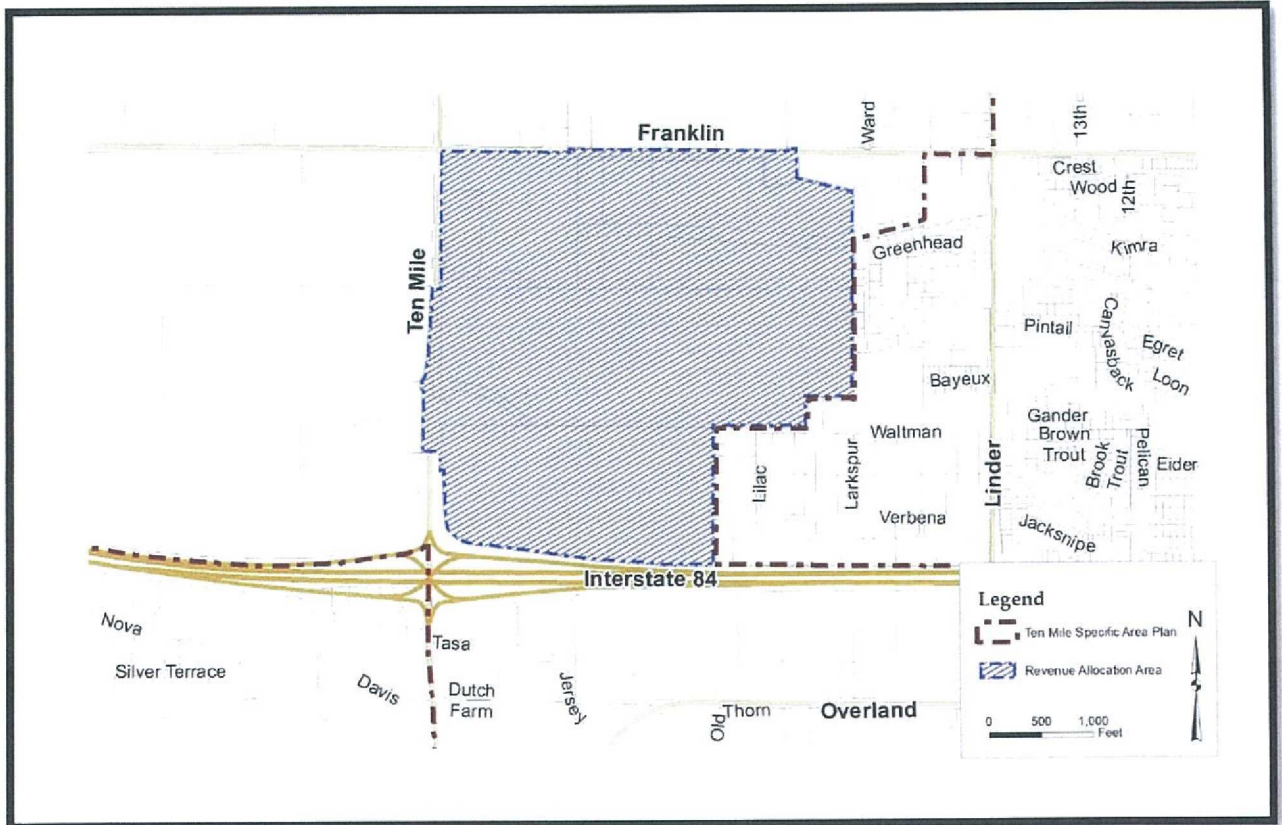 Franklin
Ward
13th
Crest
Wood
12th
Greenhead
Kimra
Ten Mile
Pintail
Canvasback
Egret
Loon
Bayeux
Gander
Brown
Trout
Waltman
Lilac
Larkspur
Linder
Brook
Trout
Pelican
Eider
Verbena
Jacksnipe
Interstate 84
Legend
Ten Mile Specific Area Plan
Revenue Allocation Area
N
0 500 1,000
Feet
Nova
Silver Terrace
Tasa
Davis
Dutch
Farm
Jersey
Old
Thorn
Overland